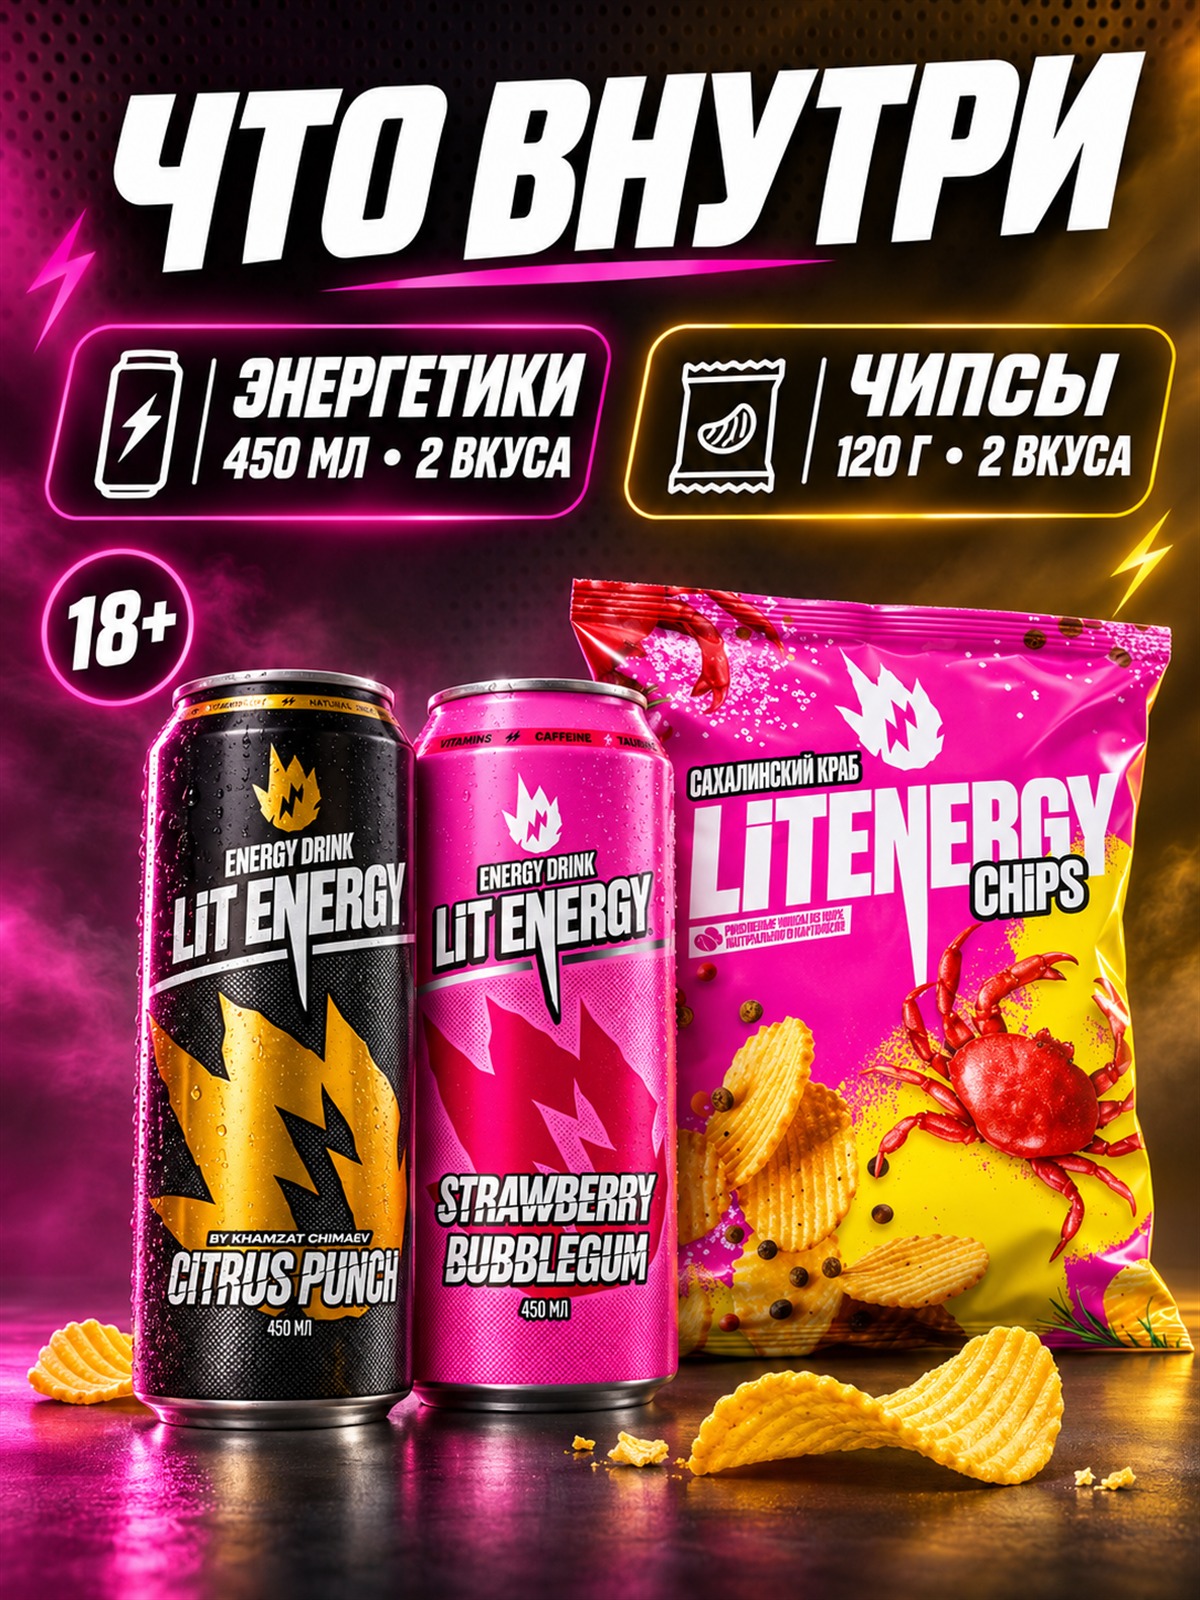 ЧТО ВНУТРИ
ЭНЕРГЕТИКИ
450 МЛ • 2 ВКУСА
ЧИПСЫ
120 Г • 2 ВКУСА
18+
NATURAL
ENERGY DRINK
LiT ENERGY
BY KHAMZAT CHIMAEV
CITRUS PUNCH
450 МЛ
VITAMINS CAFFEINE
ENERGY DRINK
LiT ENERGY
STRAWBERRY
BUBBLEGUM
450 МЛ
САХАЛИНСКИЙ КРАБ
LiTENERGY
CHiPS